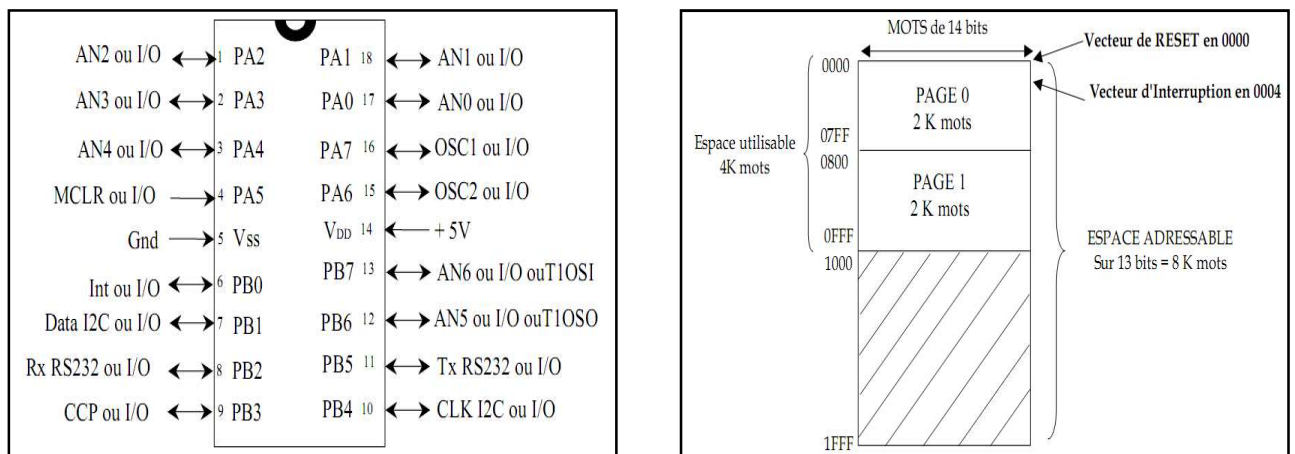 AN2 ou I/O 1 PA2 PA1 18 AN1 ou I/O
AN3 ou I/O 2 PA3 PA0 17 AN0 ou I/O
AN4 ou I/O 3 PA4 PA7 16 OSC1 ou I/O
MCLR ou I/O 4 PA5 PA6 15 OSC2 ou I/O
Gnd 5 Vss VDD 14 + 5V
Int ou I/O 6 PB0 PB7 13 AN6 ou I/O ouT1OSI
Data I2C ou I/O 7 PB1 PB6 12 AN5 ou I/O ouT1OSO
Rx RS232 ou I/O 8 PB2 PB5 11 Tx RS232 ou I/O
CCP ou I/O 9 PB3 PB4 10 CLK I2C ou I/O
MOTS de 14 bits
Vecteur de RESET en 0000
0000
Vecteur d'Interruption en 0004
PAGE 0
2 K mots
07FF
Espace utilisable
4K mots
0800
PAGE 1
2 K mots
0FFF
1000
ESPACE ADRESSABLE
Sur 13 bits = 8 K mots
1FFF